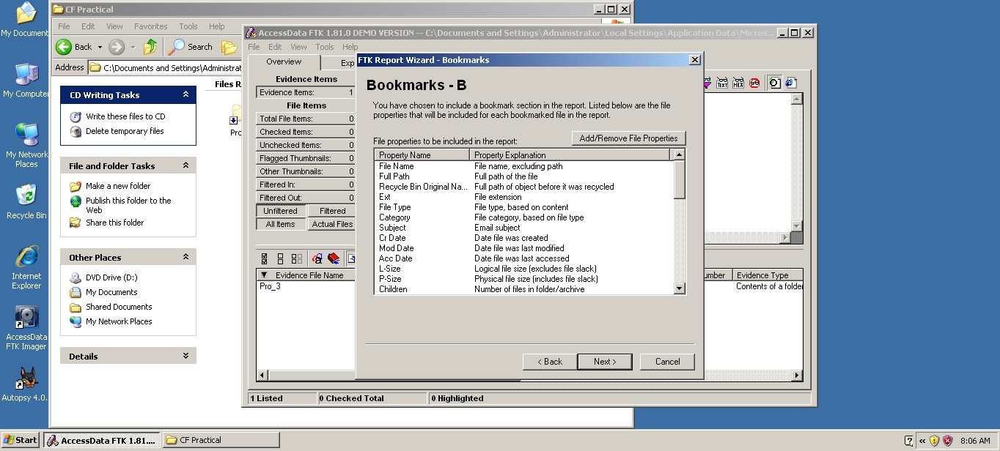 My Document
My Compute
My Network
Places
Recycle Bin
Internet
Explorer
AccessData
FTK Imager
Autopsy 4.0.
CF Practical
File Edit View Favorites Tools Help
Back Search
Address C:\Documents and Settings\Administrat
CD Writing Tasks
Write these files to CD
Delete temporary files
File and Folder Tasks
Make a new folder
Publish this folder to the
Web
Share this folder
Other Places
DVD Drive (D:)
My Documents
Shared Documents
My Network Places
Details
Files R
Pro
AccessData FTK 1.81.0 DEMO VERSION -- C:\Documents and Settings\Administrator\Local Settings\Application Data\Micros...
File Edit View Tools Help
Overview Exp
Evidence Items
Evidence Items: 1
File Items
Total File Items: 0
Checked Items: 0
Unchecked Items: 0
Flagged Thumbnails: 0
Other Thumbnails: 0
Filtered In: 0
Filtered Out: 0
Unfiltered Filtered
All Items Actual Files
TEXT HEX
Evidence File Name umber Evidence Type
Pro_3 Contents of a folder
1 Listed 0 Checked Total 0 Highlighted
FTK Report Wizard - Bookmarks
Bookmarks - B
You have chosen to include a bookmark section in the report. Listed below are the file
properties that will be included for each bookmarked file in the report.
File properties to be included in the report: Add/Remove File Properties
Property Name Property Explanation
File Name File name, excluding path
Full Path Full path of the file
Recycle Bin Original Na... Full path of object before it was recycled
Ext File extension
File Type File type, based on content
Category File category, based on file type
Subject Email subject
Cr Date Date file was created
Mod Date Date file was last modified
Acc Date Date file was last accessed
L-Size Logical file size (excludes file slack)
P-Size Physical file size (includes file slack)
Children Number of files in folder/archive
< Back Next > Cancel
Start AccessData FTK 1.81.... CF Practical 8:06 AM